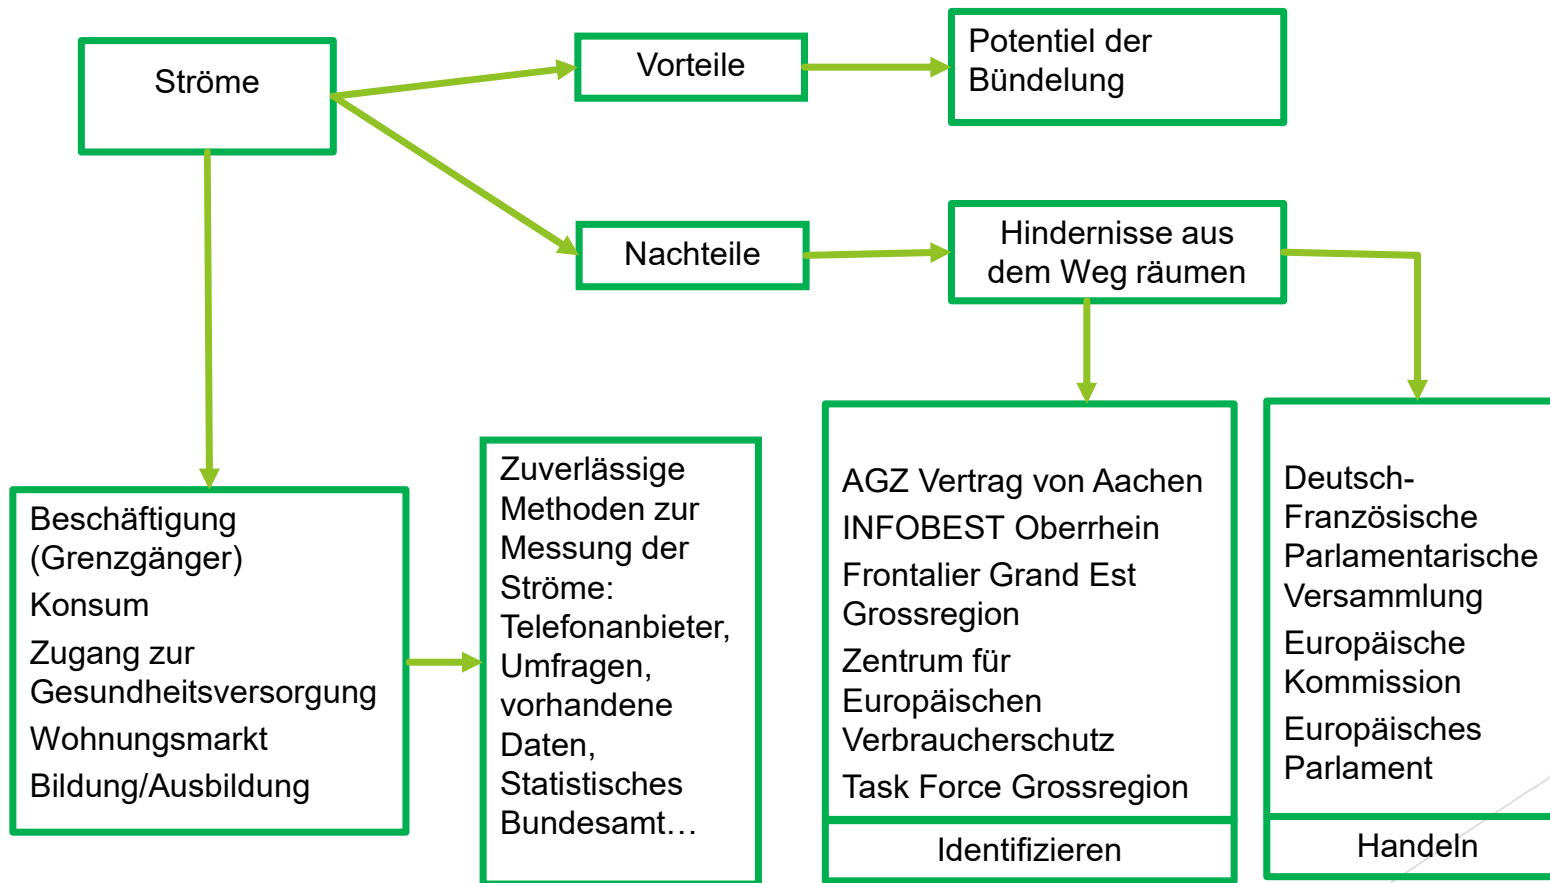 Ströme
Vorteile
Potentiel der
Bündelung
Nachteile
Hindernisse aus
dem Weg räumen
Beschäftigung
(Grenzgänger)
Konsum
Zugang zur
Gesundheitsversorgung
Wohnungsmarkt
Bildung/Ausbildung
Zuverlässige
Methoden zur
Messung der
Ströme:
Telefonanbieter,
Umfragen,
vorhandene
Daten,
Statistisches
Bundesamt…
AGZ Vertrag von Aachen
INFOBEST Oberrhein
Frontalier Grand Est
Grossregion
Zentrum für
Europäischen
Verbraucherschutz
Task Force Grossregion
Identifizieren
Deutsch-
Französische
Parlamentarische
Versammlung
Europäische
Kommission
Europäisches
Parlament
Handeln